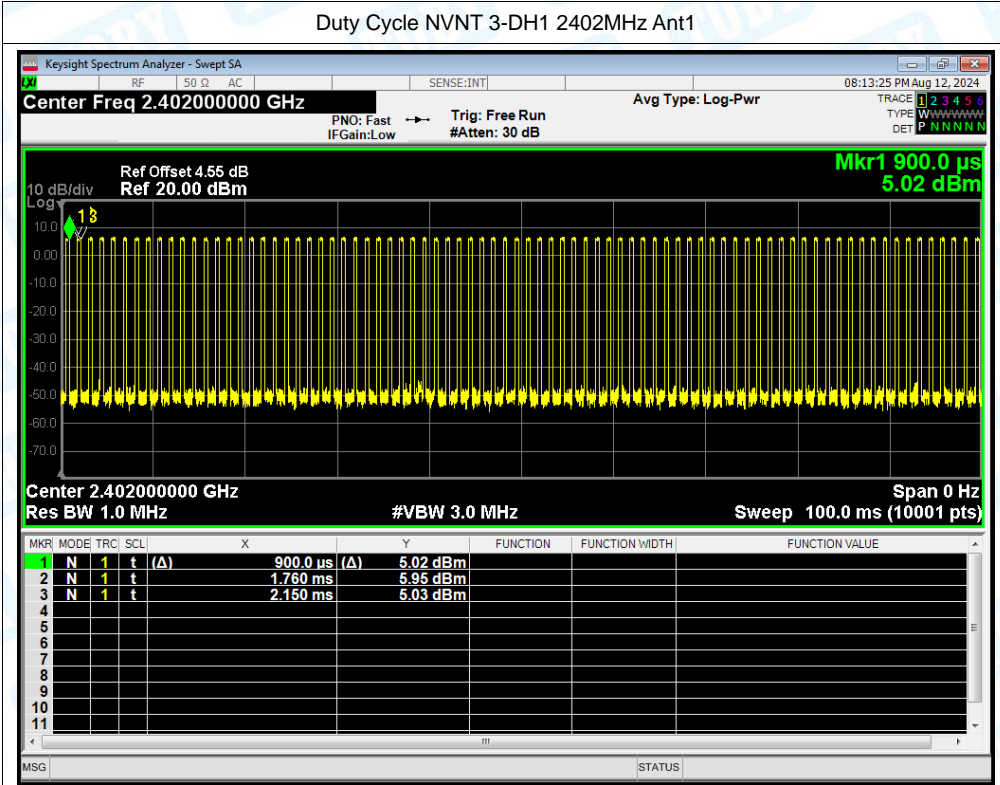 Duty Cycle NVNT 3-DH1 2402MHz Ant1
Keysight Spectrum Analyzer - Swept SA
LXI RF 50 Ω AC SENSE:INT 08:13:25 PM Aug 12, 2024
Center Freq 2.402000000 GHz Avg Type: Log-Pwr TRACE 1 2 3 4 5 6
PNO: Fast Trig: Free Run TYPE W
IFGain:Low #Atten: 30 dB DET P N N N N N
Mkr1 900.0 µs
Ref Offset 4.55 dB
10 dB/div Ref 20.00 dBm 5.02 dBm
Log
1
3
10.0
0.00
-10.0
-20.0
-30.0
-40.0
-50.0
-60.0
-70.0
Center 2.402000000 GHz Span 0 Hz
Res BW 1.0 MHz #VBW 3.0 MHz Sweep 100.0 ms (10001 pts)
MKR MODE TRC SCL X Y FUNCTION FUNCTION WIDTH FUNCTION VALUE
1 N 1 t (Δ) 900.0 µs (Δ) 5.02 dBm
2 N 1 t 1.760 ms 5.95 dBm
3 N 1 t 2.150 ms 5.03 dBm
4
5
6
7
8
9
10
11
MSG STATUS